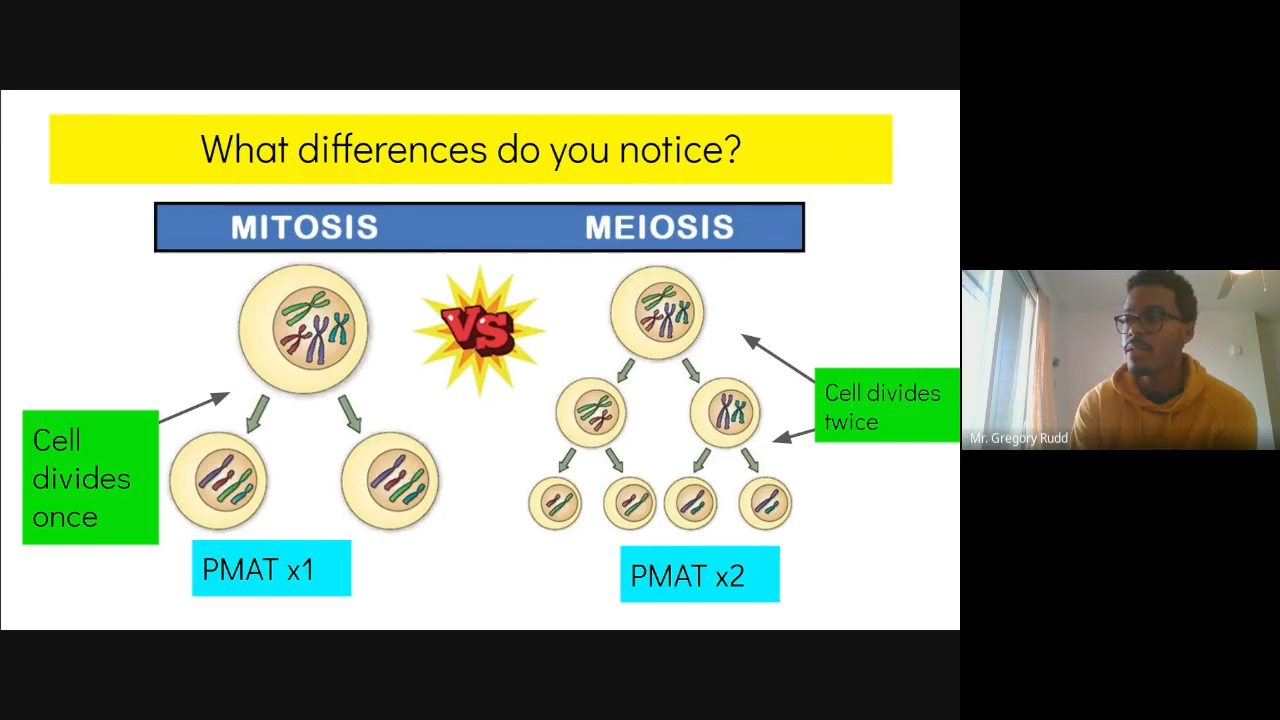 What differences do you notice?
MITOSIS
MEIOSIS
VS
Cell divides
twice
Cell
divides
once
PMAT x1
PMAT x2
Mr. Gregory Rudd